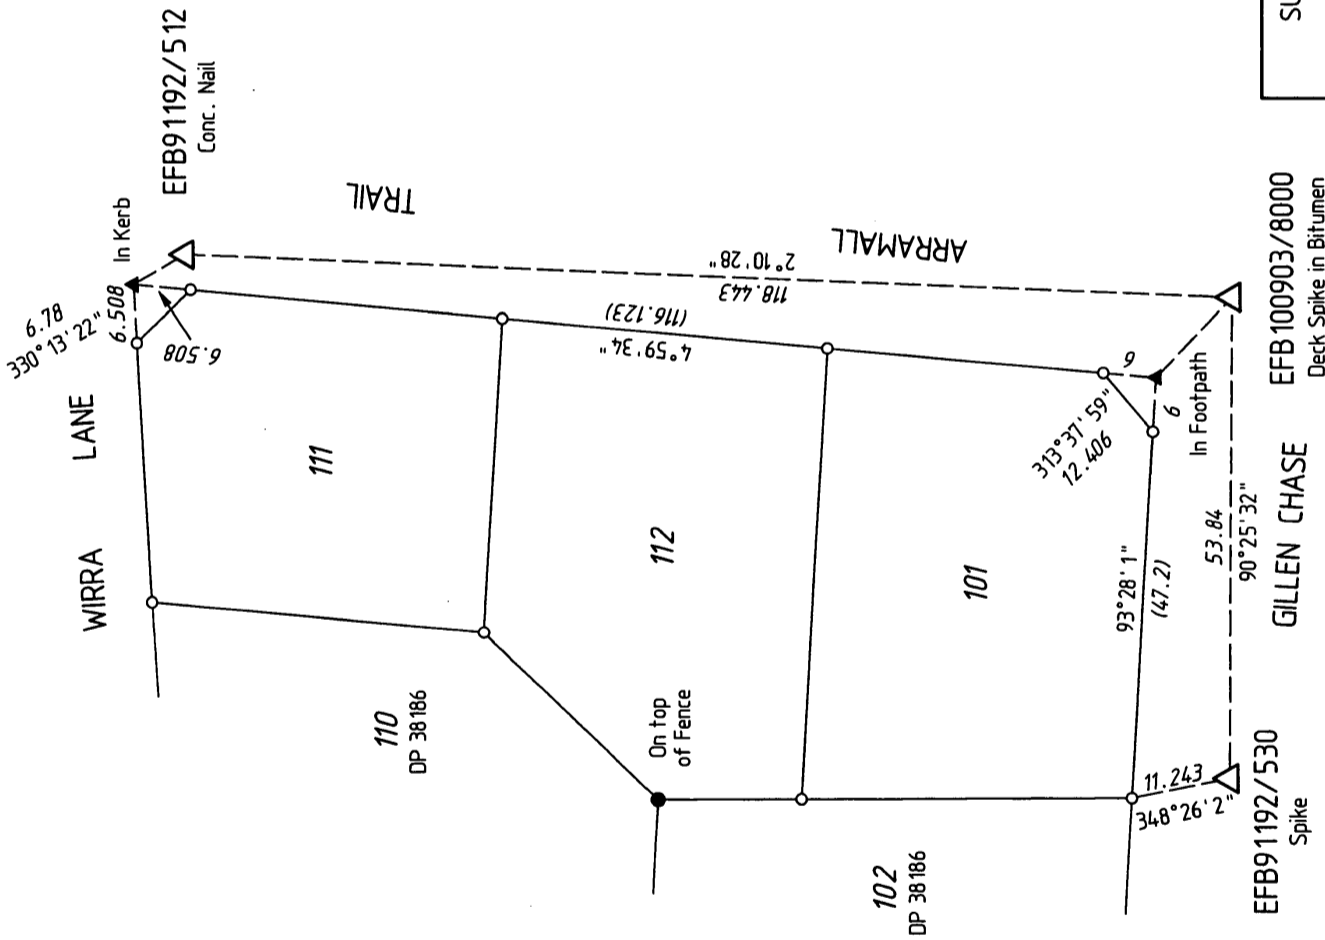 EFB91192/512
Conc. Nail
In Kerb
6.78
330°13'22"
6.508
6.508
WIRRA LANE
TRAIL
ARRAMALL
2°10'28"
118.443
(116.123)
4°59'34"
111
112
101
110
DP 38186
On top
of Fence
102
DP 38186
6
6
In Footpath
313°37'59"
12.406
93°28'1"
(47.2)
53.84
90°25'32"
11.243
348°26'2"
GILLEN CHASE
EFB91192/530
Spike
EFB100903/8000
Deck Spike in Bitumen